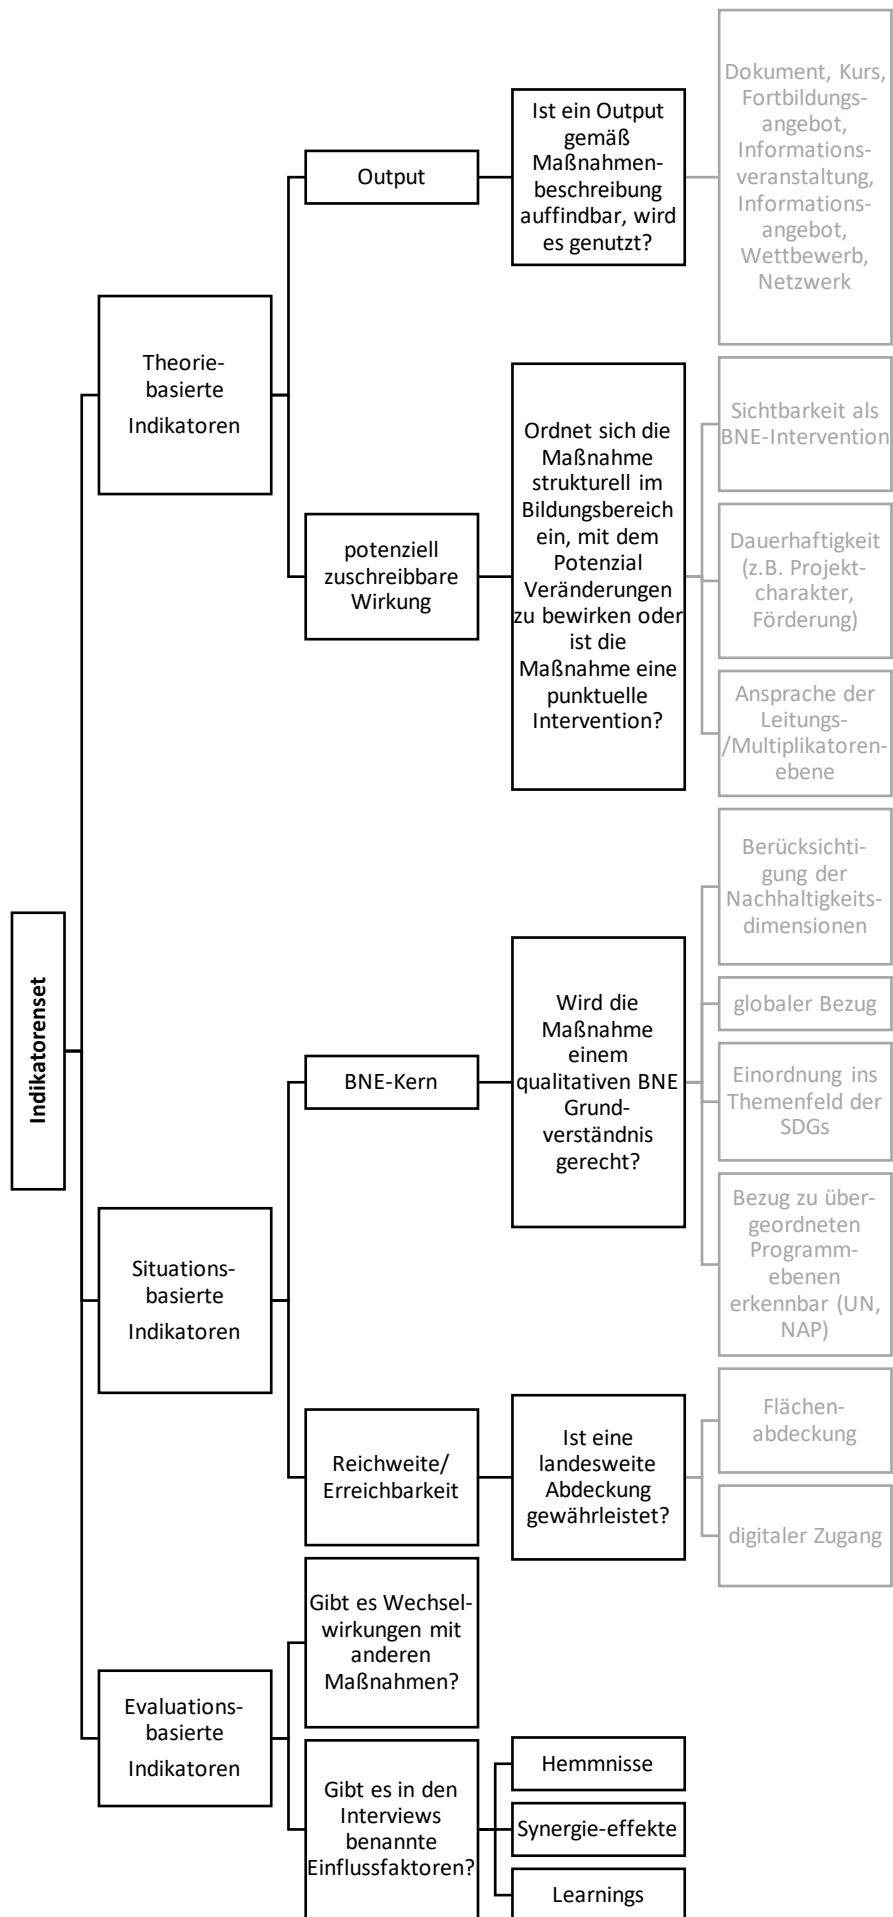 Indikatorenset
Theorie-
basierte
Indikatoren
Output
Ist ein Output
gemäß
Maßnahmen-
beschreibung
auffindbar, wird
es genutzt?
Dokument, Kurs,
Fortbildungs-
angebot,
Informations-
veranstaltung,
Informations-
angebot,
Wettbewerb,
Netzwerk
potenziell
zuschreibbare
Wirkung
Ordnet sich die
Maßnahme
strukturell im
Bildungsbereich
ein, mit dem
Potenzial
Veränderungen
zu bewirken oder
ist die
Maßnahme eine
punktuelle
Intervention?
Sichtbarkeit als
BNE-Intervention
Dauerhaftigkeit
(z.B. Projekt-
charakter,
Förderung)
Ansprache der
Leitungs-
/Multiplikatoren-
ebene
Situations-
basierte
Indikatoren
BNE-Kern
Wird die
Maßnahme
einem
qualitativen BNE
Grund-
verständnis
gerecht?
Berücksichti-
gung der
Nachhaltigkeits-
dimensionen
globaler Bezug
Einordnung ins
Themenfeld der
SDGs
Bezug zu über-
geordneten
Programm-
ebenen
erkennbar (UN,
NAP)
Reichweite/
Erreichbarkeit
Ist eine
landesweite
Abdeckung
gewährleistet?
Flächen-
abdeckung
digitaler Zugang
Evaluations-
basierte
Indikatoren
Gibt es Wechsel-
wirkungen mit
anderen
Maßnahmen?
Gibt es in den
Interviews
benannte
Einflussfaktoren?
Hemmnisse
Synergie-effekte
Learnings